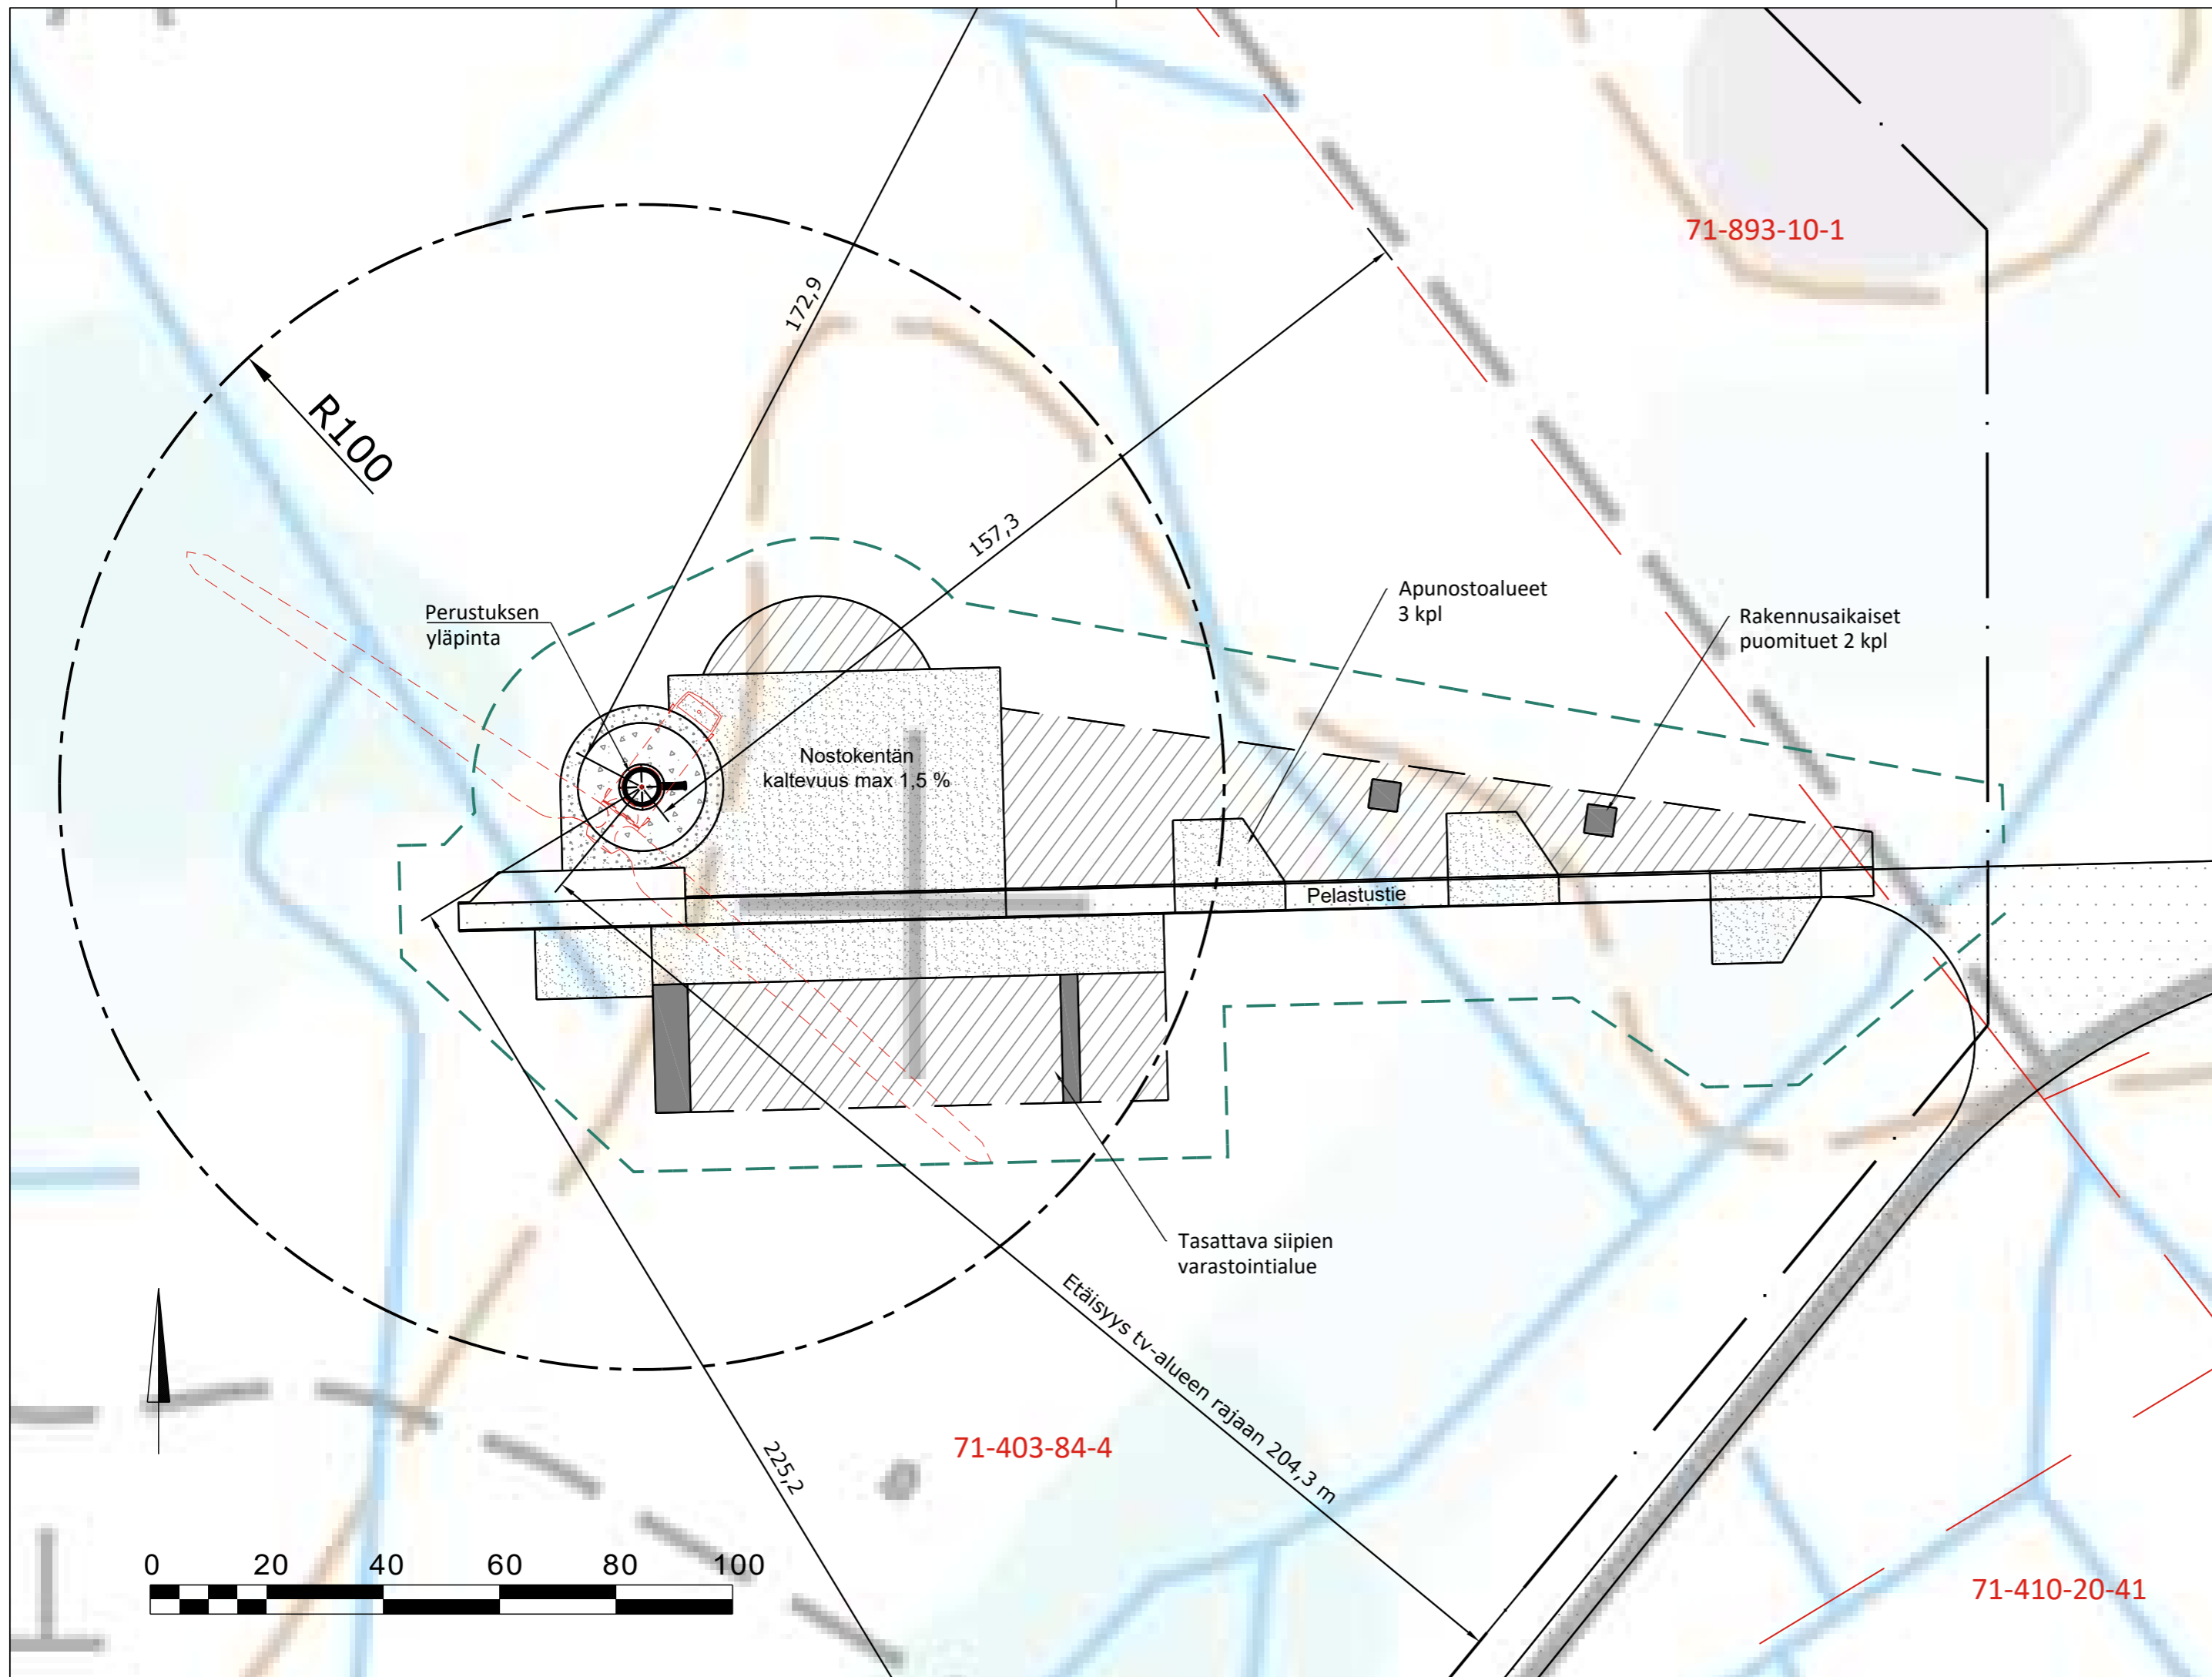 71-893-10-1
172,9
R100
157,3
Apunostoalueet
3 kpl
Rakennusaikaiset
puomituet 2 kpl
Perustuksen
yläpinta
Nostokentän
kaltevuus max 1,5 %
Pelastustie
Tasattava siipien
varastointialue
Etäisyys tv-alueen rajaan 204,3 m
225,2
71-403-84-4
0 20 40 60 80 100
71-410-20-41